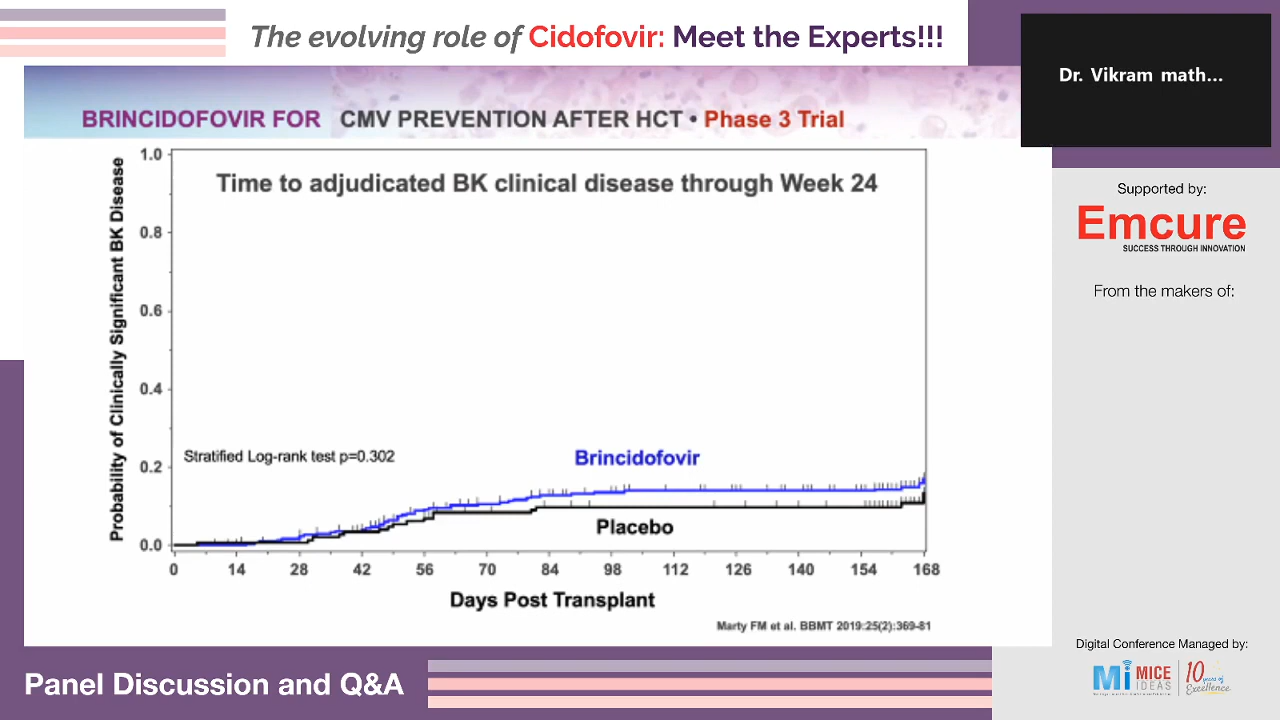 The evolving role of Cidofovir: Meet the Experts!!!
Dr. Vikram math...
BRINCIDOFOVIR FOR CMV PREVENTION AFTER HCT • Phase 3 Trial
Time to adjudicated BK clinical disease through Week 24
Probability of Clinically Significant BK Disease
1.0
0.8
0.6
0.4
0.2
0.0
Stratified Log-rank test p=0.302
Brincidofovir
Placebo
0 14 28 42 56 70 84 98 112 126 140 154 168
Days Post Transplant
Marty FM et al. BBMT 2019:25(2):369-81
Supported by:
Emcure
SUCCESS THROUGH INNOVATION
From the makers of:
Digital Conference Managed by:
Mi MICE
IDEAS
10 years of
Excellence
Panel Discussion and Q&A